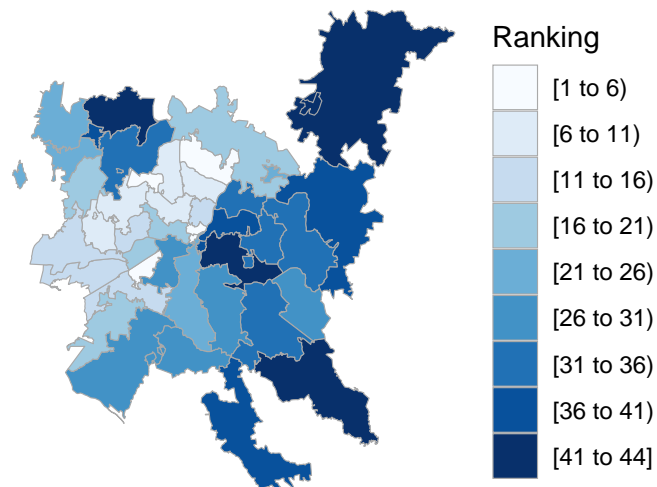 Ranking
[1 to 6)
[6 to 11)
[11 to 16)
[16 to 21)
[21 to 26)
[26 to 31)
[31 to 36)
[36 to 41)
[41 to 44]